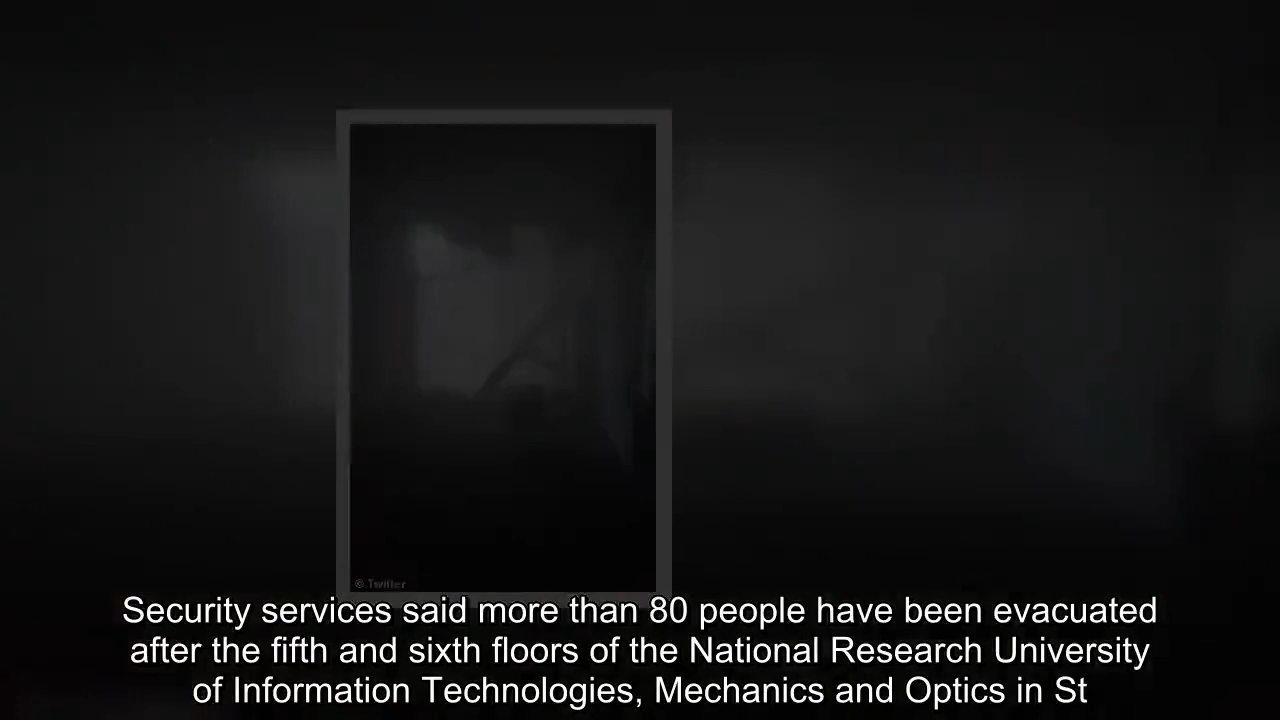 © Twitter
Security services said more than 80 people have been evacuated
after the fifth and sixth floors of the National Research University
of Information Technologies, Mechanics and Optics in St